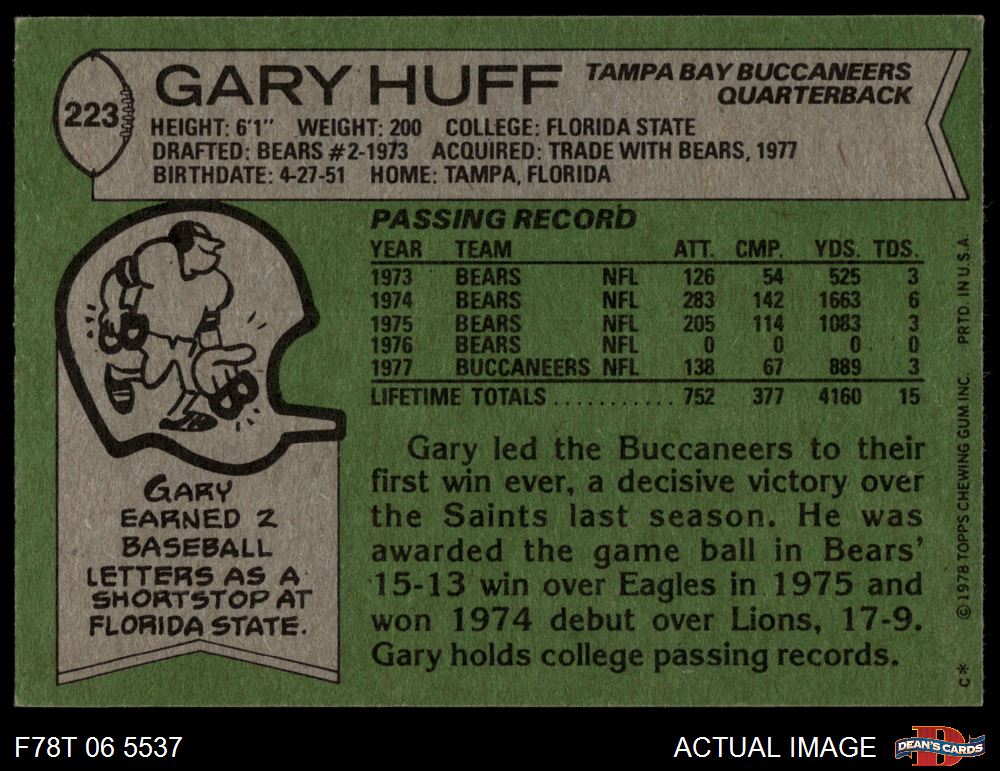 223
GARY HUFF
TAMPA BAY BUCCANEERS
QUARTERBACK
HEIGHT: 6'1" WEIGHT: 200 COLLEGE: FLORIDA STATE
DRAFTED: BEARS #2-1973 ACQUIRED: TRADE WITH BEARS, 1977
BIRTHDATE: 4-27-51 HOME: TAMPA, FLORIDA
PASSING RECORD
YEAR TEAM ATT. CMP. YDS. TDS.
1973 BEARS NFL 126 54 525 3
1974 BEARS NFL 283 142 1663 6
1975 BEARS NFL 205 114 1083 3
1976 BEARS NFL 0 0 0 0
1977 BUCCANEERS NFL 138 67 889 3
LIFETIME TOTALS........... 752 377 4160 15
Gary led the Buccaneers to their
first win ever, a decisive victory over
the Saints last season. He was
awarded the game ball in Bears'
15-13 win over Eagles in 1975 and
won 1974 debut over Lions, 17-9.
Gary holds college passing records.
GARY
EARNED 2
BASEBALL
LETTERS AS A
SHORTSTOP AT
FLORIDA STATE.
C* © 1978 TOPPS CHEWING GUM INC. PRTD. IN U.S.A.
F78T 06 5537
ACTUAL IMAGE
DEAN'S CARDS